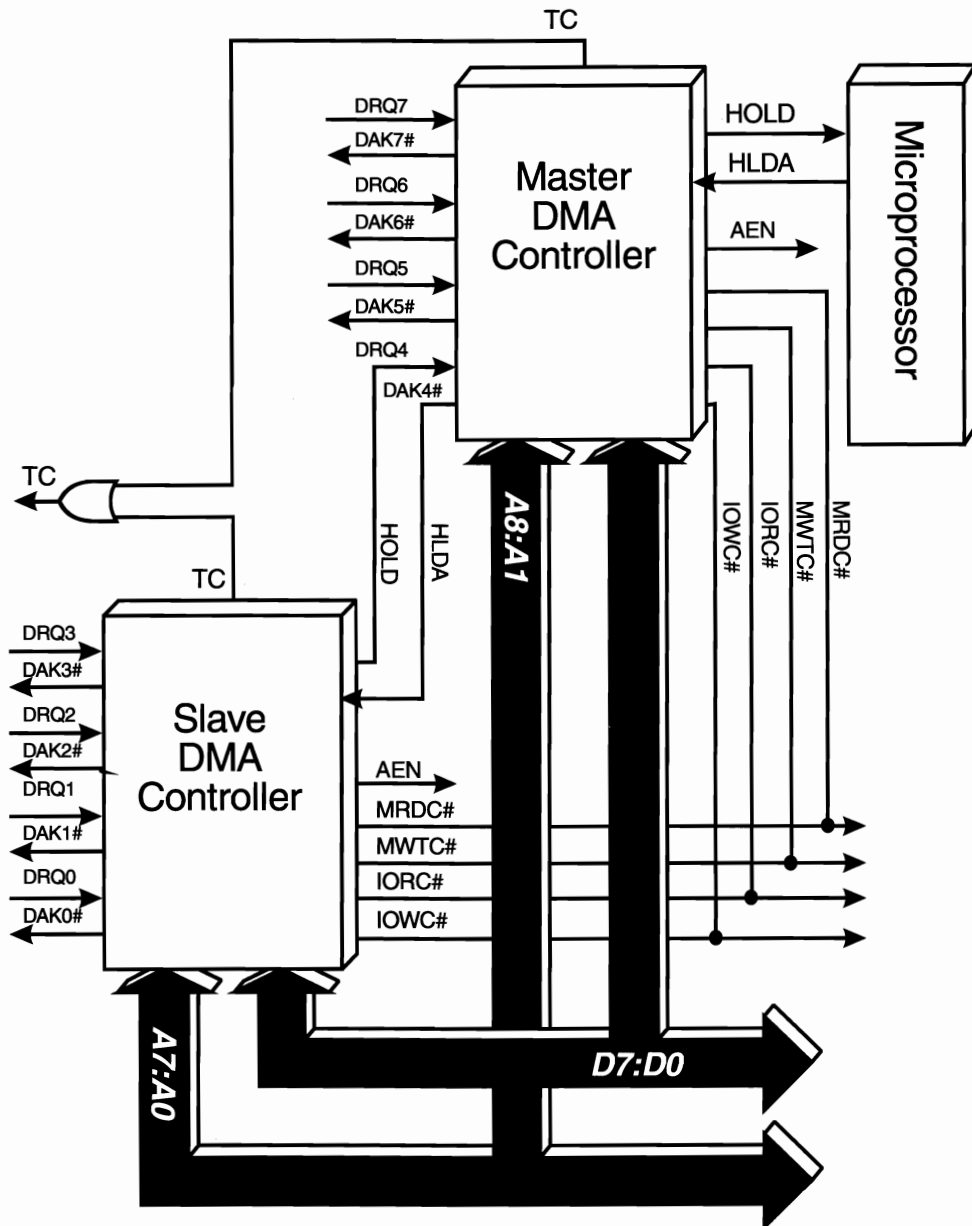 TC
DRQ7
DAK7#
DRQ6
DAK6#
DRQ5
DAK5#
DRQ4
DAK4#
Master
DMA
Controller
HOLD
HLDA
AEN
Microprocessor
TC
TC
HOLD
HLDA
A8:A1
IOWC#
IORC#
MWTC#
MRDC#
DRQ3
DAK3#
DRQ2
DAK2#
DRQ1
DAK1#
DRQ0
DAK0#
Slave
DMA
Controller
AEN
MRDC#
MWTC#
IORC#
IOWC#
A7:A0
D7:D0